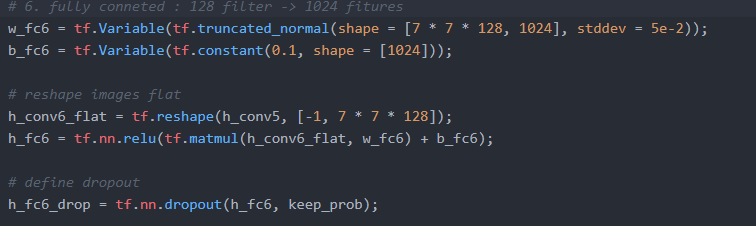 # 6. fully conneted : 128 filter -> 1024 fitures
w_fc6 = tf.Variable(tf.truncated_normal(shape = [7 * 7 * 128, 1024], stddev = 5e-2));
b_fc6 = tf.Variable(tf.constant(0.1, shape = [1024]));
# reshape images flat
h_conv6_flat = tf.reshape(h_conv5, [-1, 7 * 7 * 128]);
h_fc6 = tf.nn.relu(tf.matmul(h_conv6_flat, w_fc6) + b_fc6);
# define dropout
h_fc6_drop = tf.nn.dropout(h_fc6, keep_prob);